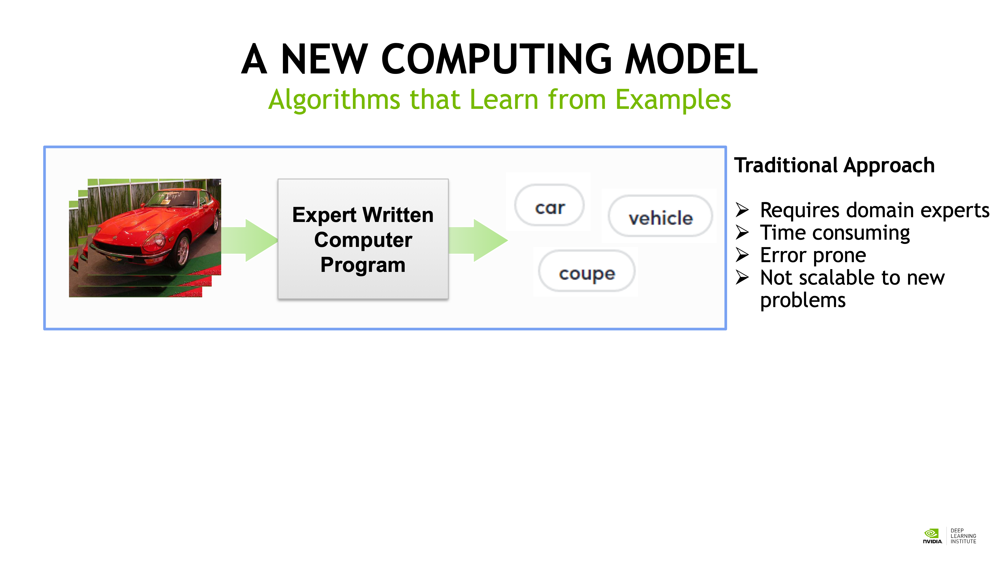 A NEW COMPUTING MODEL
Algorithms that Learn from Examples
Expert Written
Computer
Program
car
vehicle
coupe
Traditional Approach
➢ Requires domain experts
➢ Time consuming
➢ Error prone
➢ Not scalable to new
problems
NVIDIA.
DEEP
LEARNING
INSTITUTE